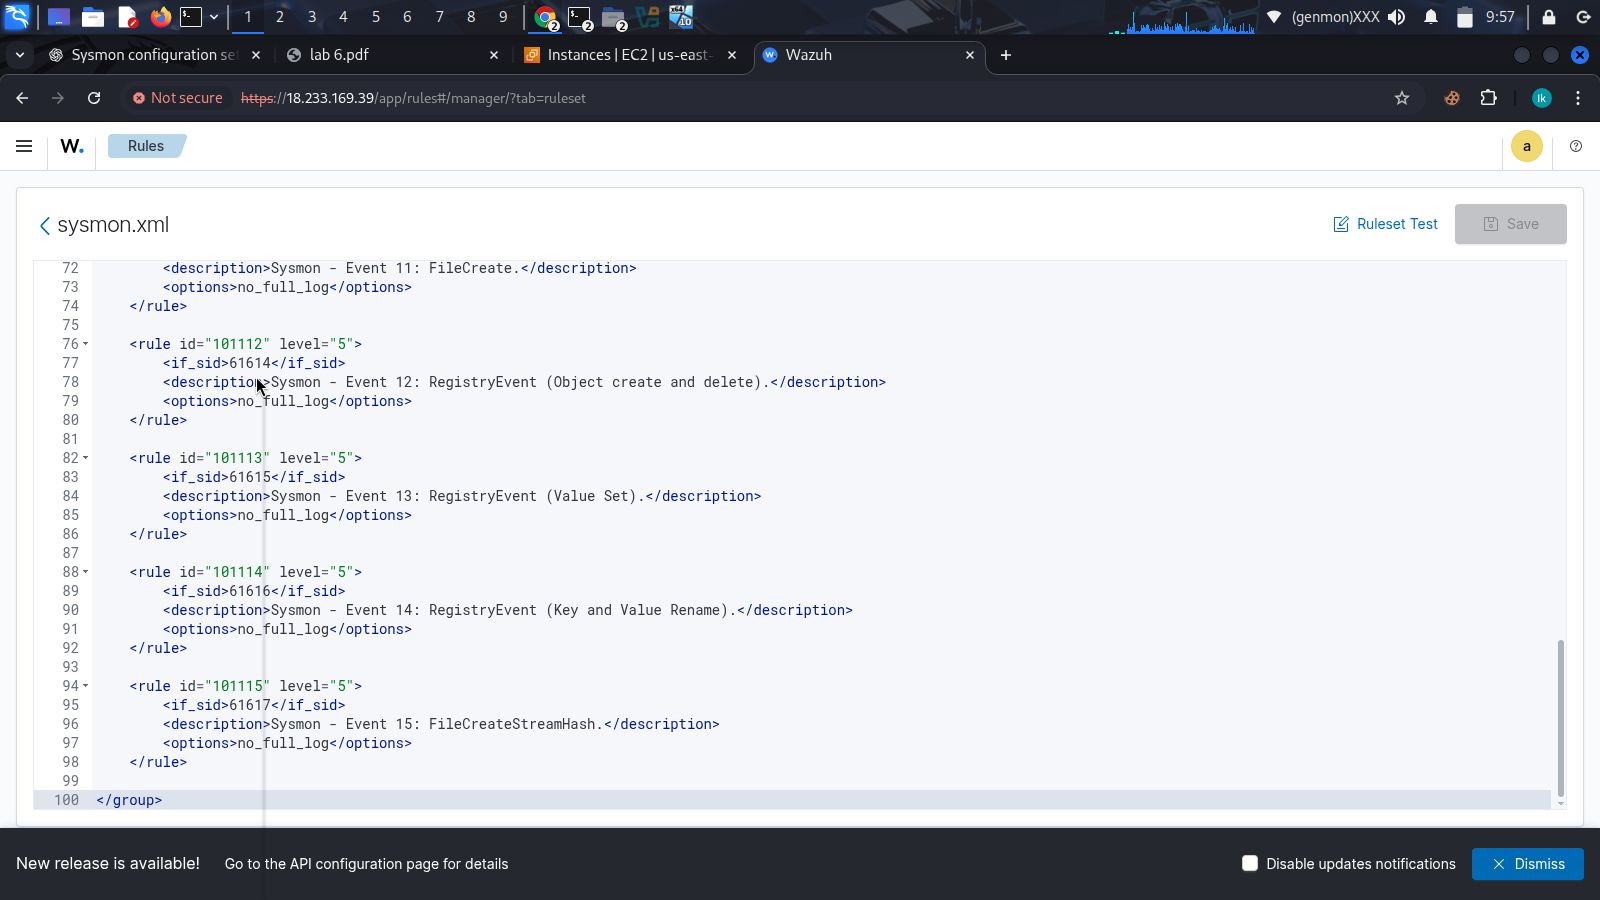 1 2 3 4 5 6 7 8 9 2 2 2 (genmon)XXX 9:57
Sysmon configuration se
lab 6.pdf
Instances | EC2 | us-east-
Wazuh
Not secure https://18.233.169.39/app/rules#/manager/?tab=ruleset lk
W. Rules a
sysmon.xml Ruleset Test Save
72 <description>Sysmon - Event 11: FileCreate.</description>
73 <options>no_full_log</options>
74 </rule>
75
76 <rule id="101112" level="5">
77 <if_sid>61614</if_sid>
78 <description>Sysmon - Event 12: RegistryEvent (Object create and delete).</description>
79 <options>no_full_log</options>
80 </rule>
81
82 <rule id="101113" level="5">
83 <if_sid>61615</if_sid>
84 <description>Sysmon - Event 13: RegistryEvent (Value Set).</description>
85 <options>no_full_log</options>
86 </rule>
87
88 <rule id="101114" level="5">
89 <if_sid>61616</if_sid>
90 <description>Sysmon - Event 14: RegistryEvent (Key and Value Rename).</description>
91 <options>no_full_log</options>
92 </rule>
93
94 <rule id="101115" level="5">
95 <if_sid>61617</if_sid>
96 <description>Sysmon - Event 15: FileCreateStreamHash.</description>
97 <options>no_full_log</options>
98 </rule>
99
100 </group>
New release is available! Go to the API configuration page for details Disable updates notifications Dismiss